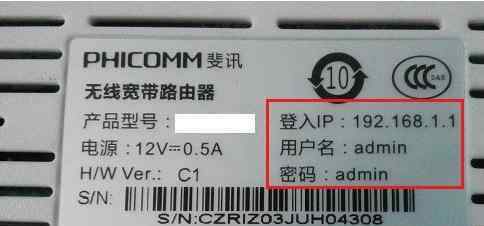 PHICOMM 斐讯
10
CCC S&E
无线宽带路由器
产品型号：
登入IP：192.168.1.1
电源：12V⎓0.5A
用户名：admin
H/W Ver.： C1
密码：admin
S/N：
S/N:CZRIZ03JUH04308